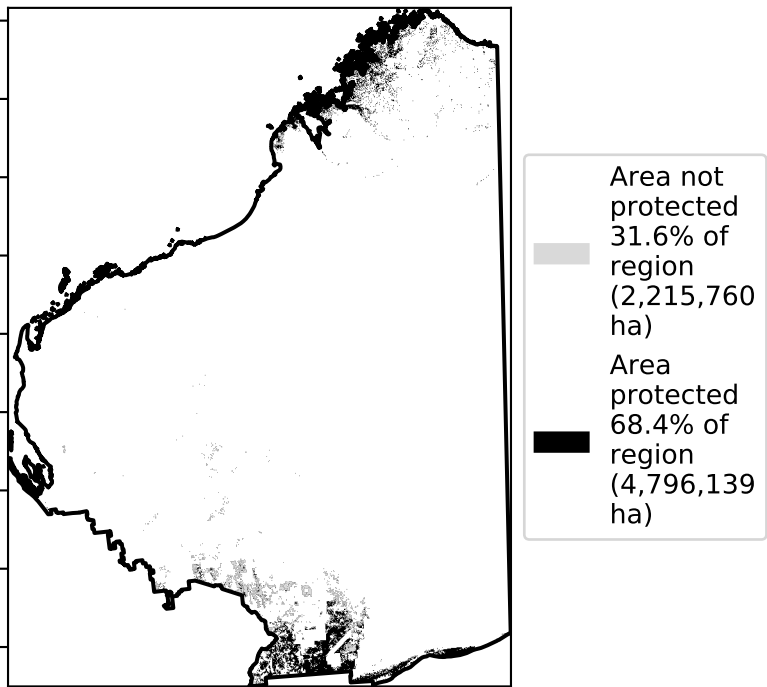 Area not
protected
31.6% of
region
(2,215,760
ha)
Area
protected
68.4% of
region
(4,796,139
ha)